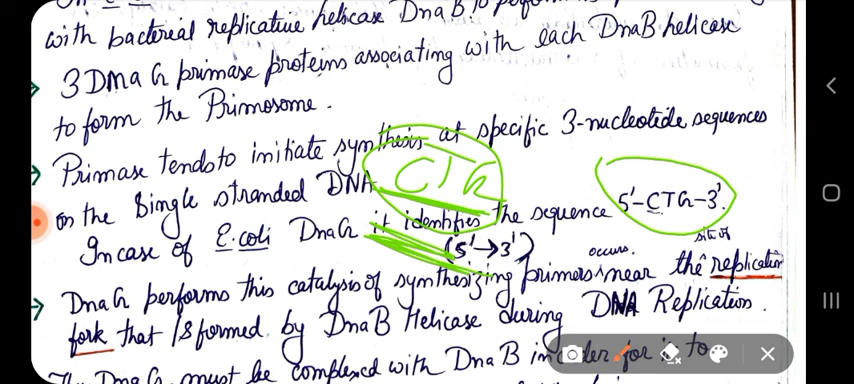 with bacterial replicative helicase DnaB to
3 DnaG primase proteins associating with each DnaB helicase
to form the Primosome.
→ Primase tends to initiate synthesis at specific 3-nucleotide sequences
on the Single stranded DNA. CTG
In case of E.coli DnaG it identifies the sequence 5'-CTG-3'.
(5'→3')
occurs. site of
→ DnaG performs this catalysis of synthesizing primers near the replication
fork that is formed by DnaB Helicase during DNA Replication.
DnaG must be complexed with DnaB in order for it to